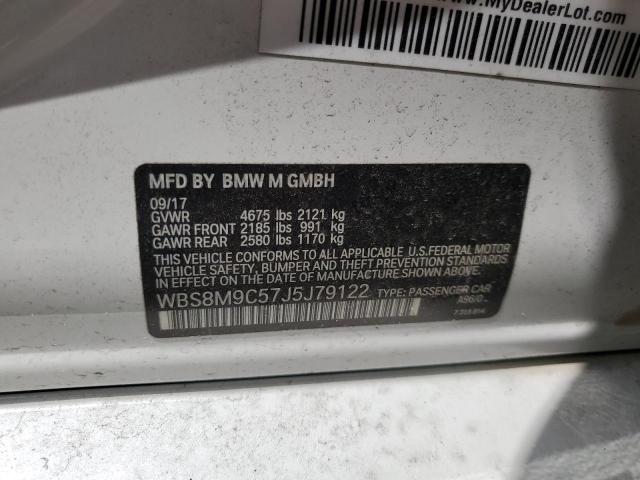 www.MyDealerLot.com
MFD BY BMW M GMBH
09/17
GVWR 4675 lbs 2121 kg
GAWR FRONT 2185 lbs 991 kg
GAWR REAR 2580 lbs 1170 kg
THIS VEHICLE CONFORMS TO ALL APPLICABLE U.S.FEDERAL MOTOR
VEHICLE SAFETY, BUMPER AND THEFT PREVENTION STANDARDS
IN EFFECT ON THE DATE OF MANUFACTURE SHOWN ABOVE.
WBS8M9C57J5J79122 TYPE: PASSENGER CAR
A96/0